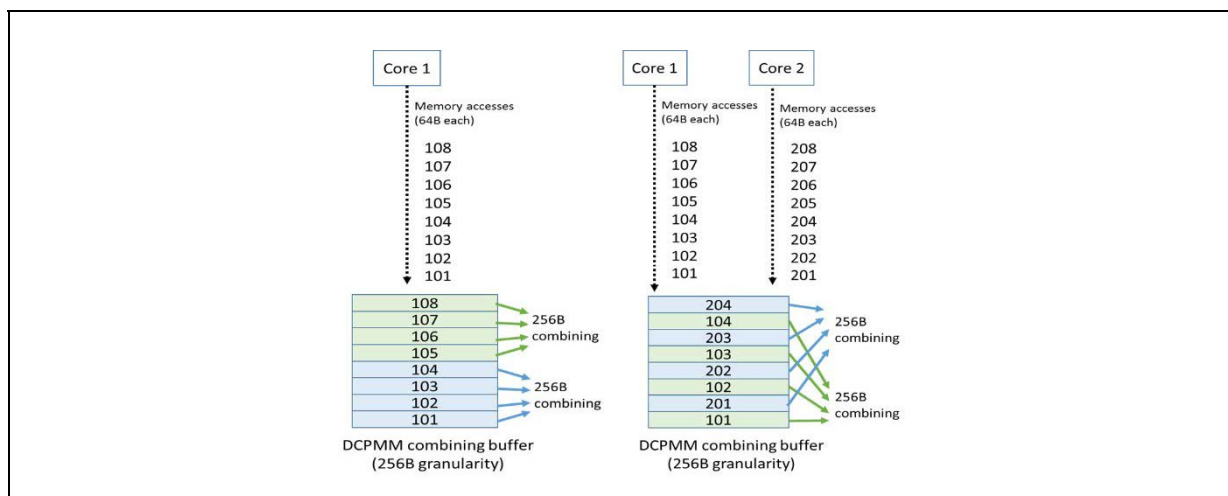 Core 1
Memory accesses
(64B each)
108
107
106
105
104
103
102
101
108
107
106
105
104
103
102
101
256B
combining
256B
combining
DCPMM combining buffer
(256B granularity)
Core 1
Core 2
Memory accesses
(64B each)
108
107
106
105
104
103
102
101
Memory accesses
(64B each)
208
207
206
205
204
203
202
201
204
104
203
103
202
102
201
101
256B
combining
256B
combining
DCPMM combining buffer
(256B granularity)